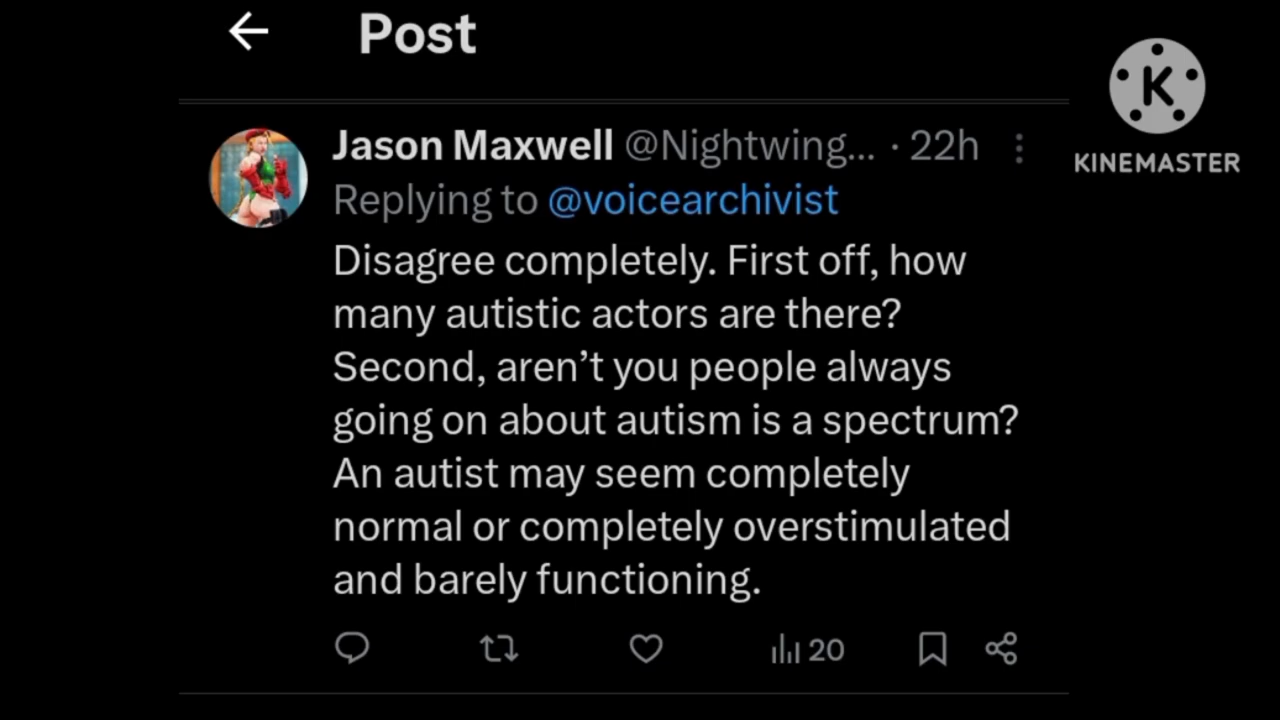 Post
Jason Maxwell @Nightwing... · 22h
Replying to @voicearchivist
Disagree completely. First off, how
many autistic actors are there?
Second, aren’t you people always
going on about autism is a spectrum?
An autist may seem completely
normal or completely overstimulated
and barely functioning.
20
K
KINEMASTER